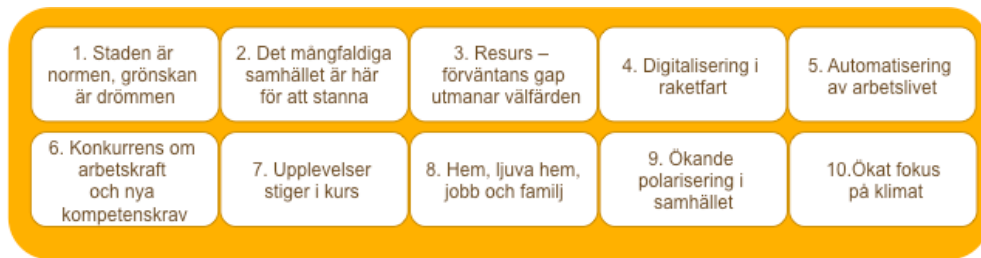 1. Staden är
normen, grönskan
är drömmen
2. Det mångfaldiga
samhället är här
för att stanna
3. Resurs –
förväntans gap
utmanar välfärden
4. Digitalisering i
raketfart
5. Automatisering
av arbetslivet
6. Konkurrens om
arbetskraft
och nya
kompetenskrav
7. Upplevelser
stiger i kurs
8. Hem, ljuva hem,
jobb och familj
9. Ökande
polarisering i
samhället
10.Ökat fokus
på klimat